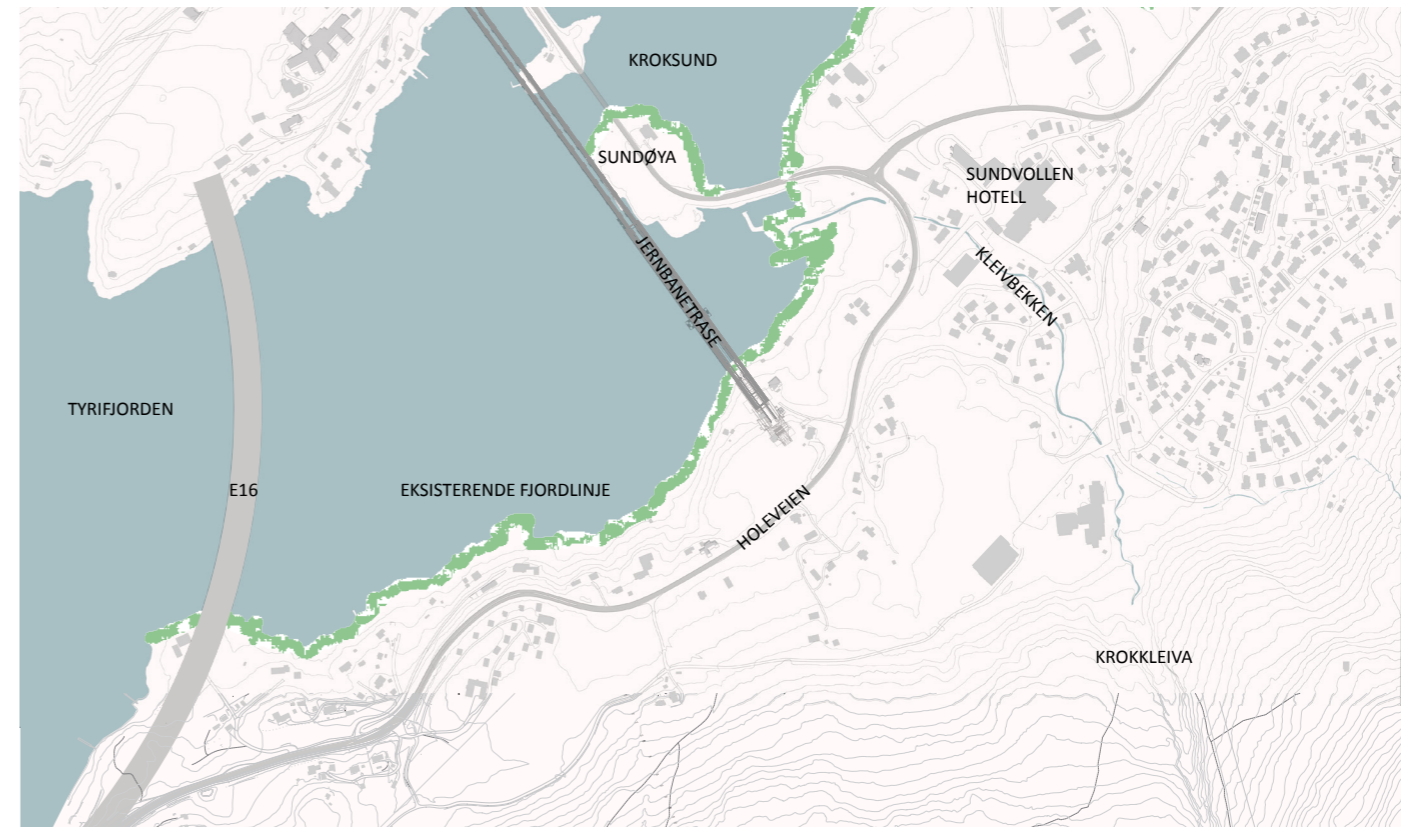 KROKSUND
SUNDØYA
SUNDVOLLEN
HOTELL
JERNBANETRASE
KLEIVBEKKEN
TYRIFJORDEN
E16
EKSISTERENDE FJORDLINJE
HOLEVEIEN
KROKKLEIVA